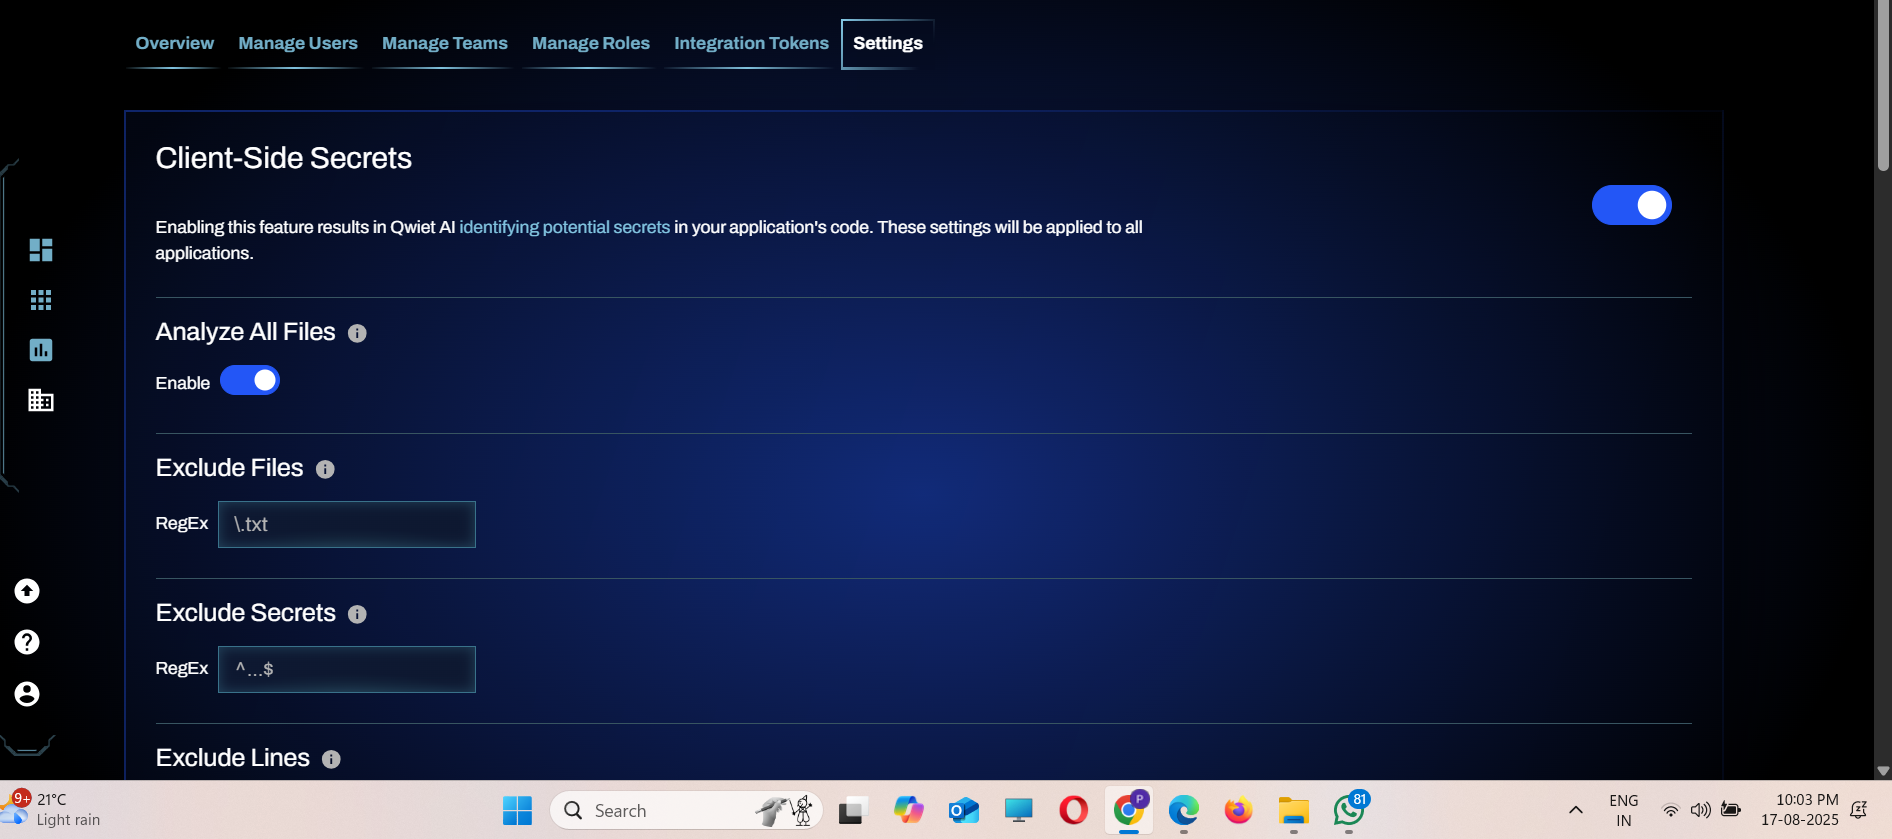 Overview Manage Users Manage Teams Manage Roles Integration Tokens Settings
Client-Side Secrets
Enabling this feature results in Qwiet AI identifying potential secrets in your application's code. These settings will be applied to all
applications.
Analyze All Files
Enable
Exclude Files
RegEx \.txt
Exclude Secrets
RegEx ^...$
Exclude Lines
9+ 21°C
Light rain
Search
P
81
ENG
IN
10:03 PM
17-08-2025